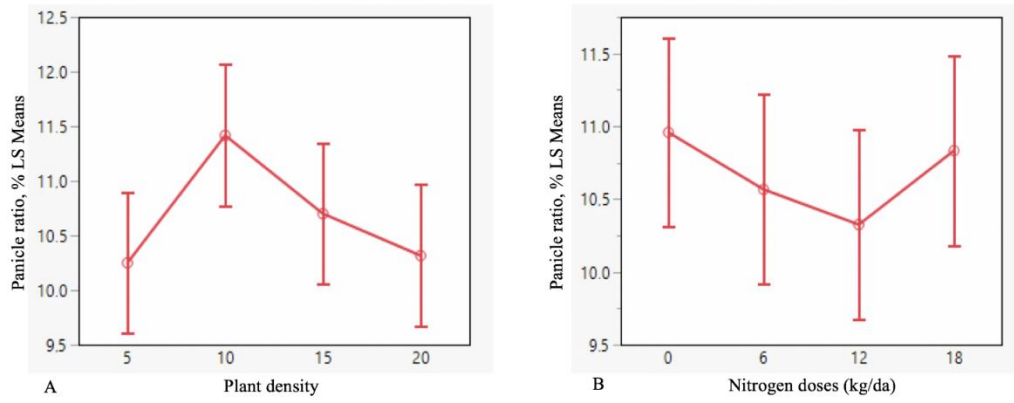 Panicle ratio, % LS Means
12.5
12.0
11.5
11.0
10.5
10.0
9.5
5 10 15 20
A Plant density
Panicle ratio, % LS Means
11.5
11.0
10.5
10.0
9.5
0 6 12 18
B Nitrogen doses (kg/da)